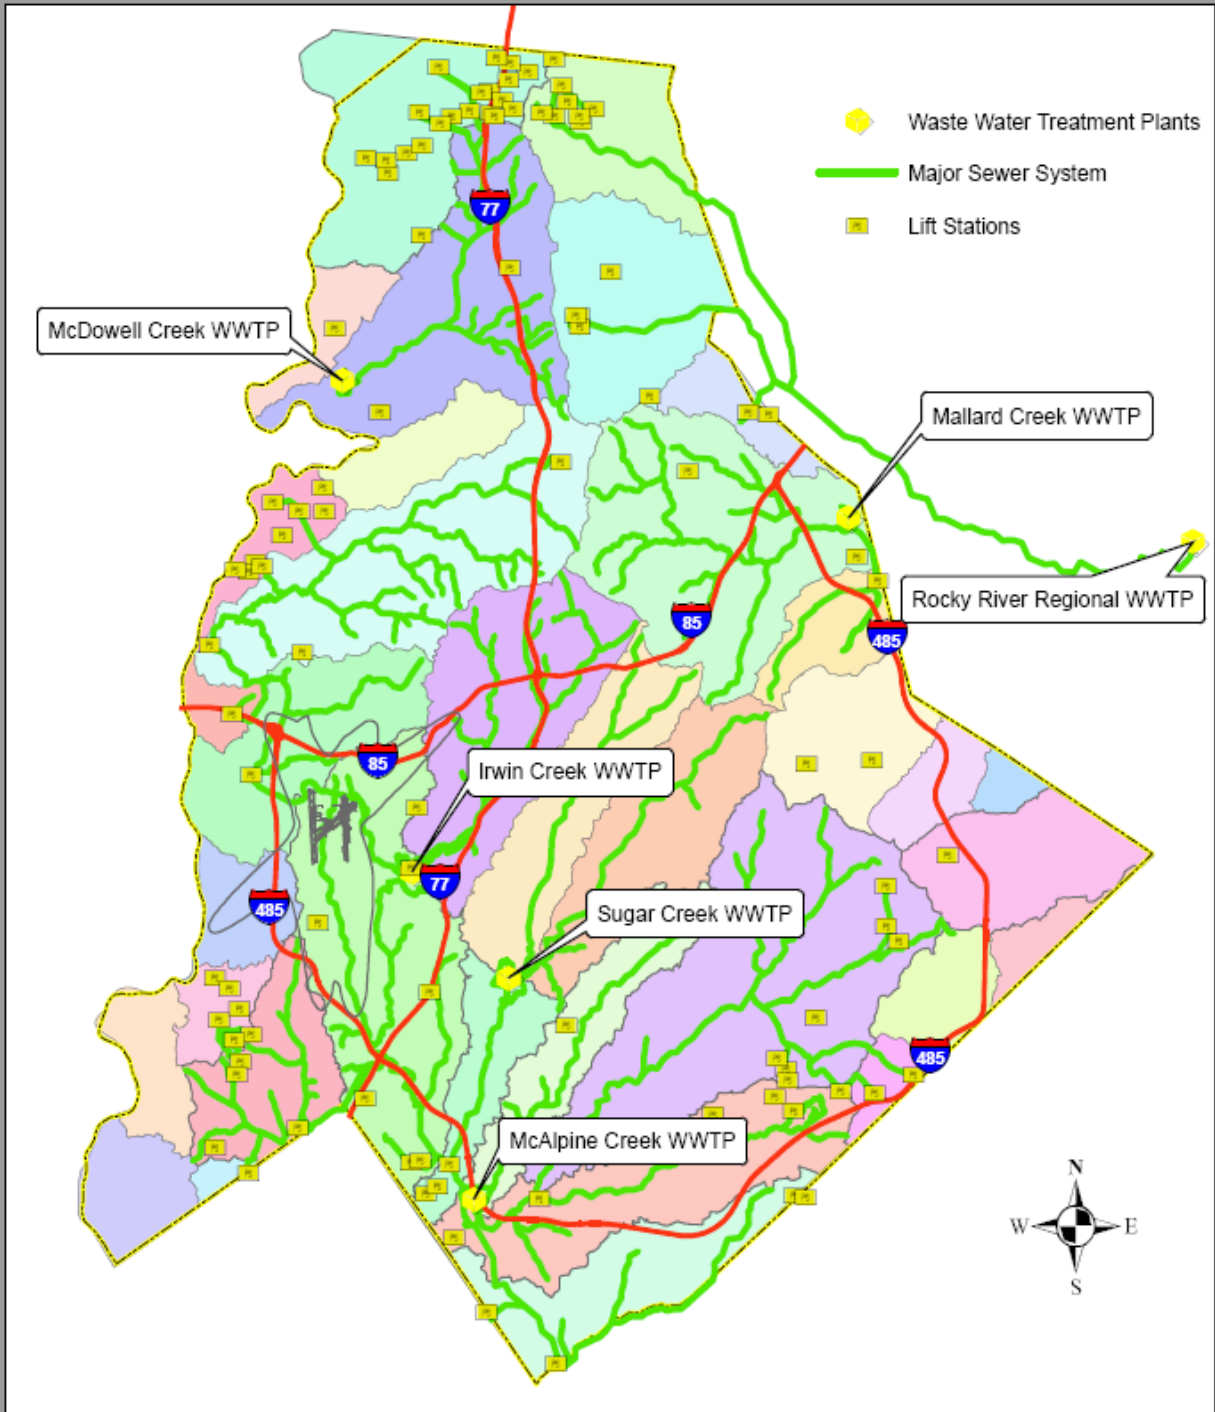 Waste Water Treatment Plants
Major Sewer System
Lift Stations
77
McDowell Creek WWTP
Mallard Creek WWTP
Rocky River Regional WWTP
85
485
85
Irwin Creek WWTP
77
485
Sugar Creek WWTP
485
McAlpine Creek WWTP
N
W
E
S